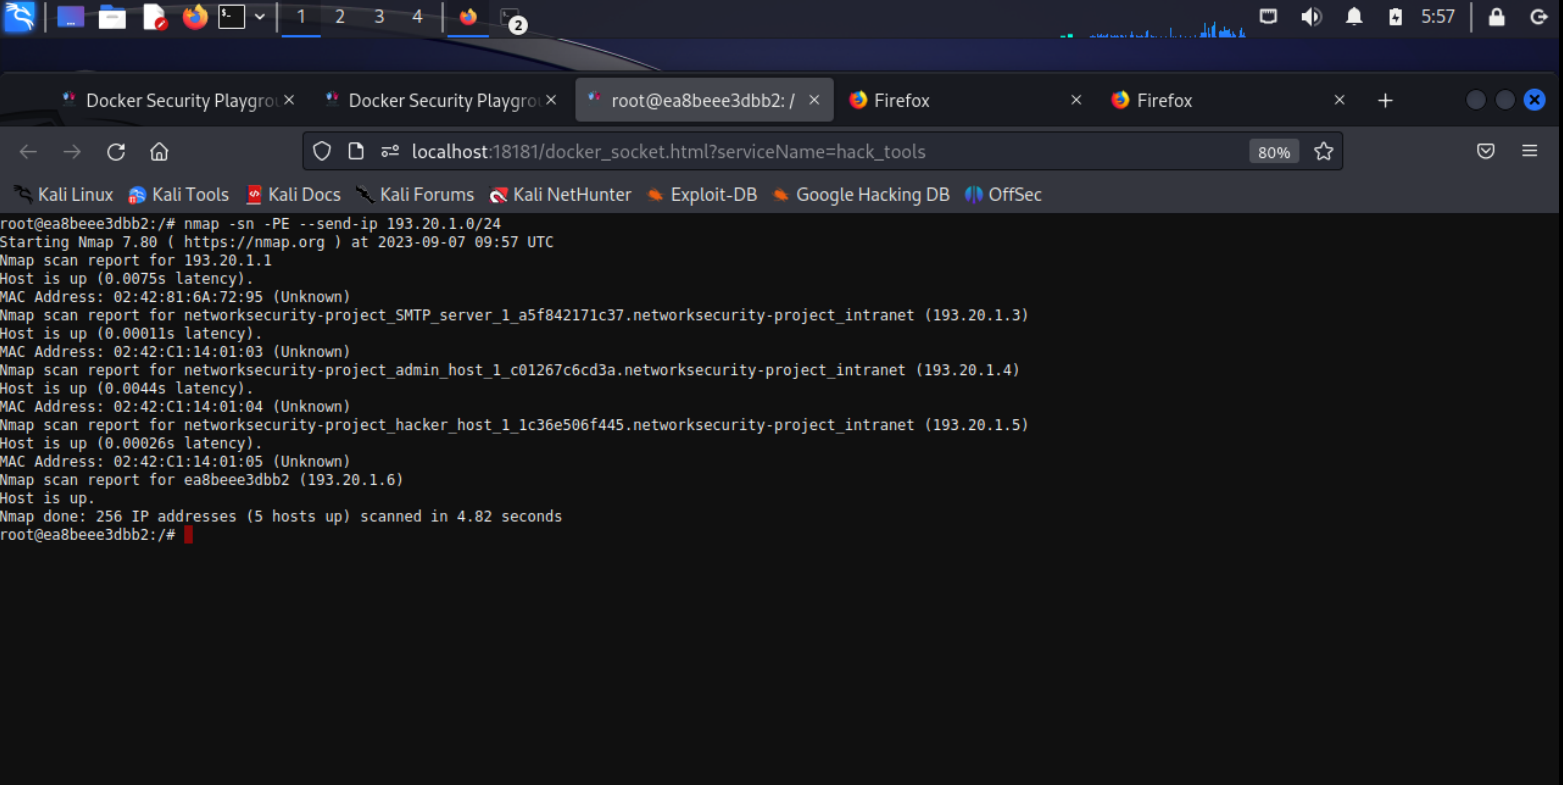 1 2 3 4 2 5:57
Docker Security Playgrou Docker Security Playgrou root@ea8beee3dbb2: / Firefox Firefox
localhost:18181/docker_socket.html?serviceName=hack_tools 80%
Kali Linux Kali Tools Kali Docs Kali Forums Kali NetHunter Exploit-DB Google Hacking DB OffSec
root@ea8beee3dbb2:/# nmap -sn -PE --send-ip 193.20.1.0/24
Starting Nmap 7.80 ( https://nmap.org ) at 2023-09-07 09:57 UTC
Nmap scan report for 193.20.1.1
Host is up (0.0075s latency).
MAC Address: 02:42:81:6A:72:95 (Unknown)
Nmap scan report for networksecurity-project_SMTP_server_1_a5f842171c37.networksecurity-project_intranet (193.20.1.3)
Host is up (0.00011s latency).
MAC Address: 02:42:C1:14:01:03 (Unknown)
Nmap scan report for networksecurity-project_admin_host_1_c01267c6cd3a.networksecurity-project_intranet (193.20.1.4)
Host is up (0.0044s latency).
MAC Address: 02:42:C1:14:01:04 (Unknown)
Nmap scan report for networksecurity-project_hacker_host_1_1c36e506f445.networksecurity-project_intranet (193.20.1.5)
Host is up (0.00026s latency).
MAC Address: 02:42:C1:14:01:05 (Unknown)
Nmap scan report for ea8beee3dbb2 (193.20.1.6)
Host is up.
Nmap done: 256 IP addresses (5 hosts up) scanned in 4.82 seconds
root@ea8beee3dbb2:/#